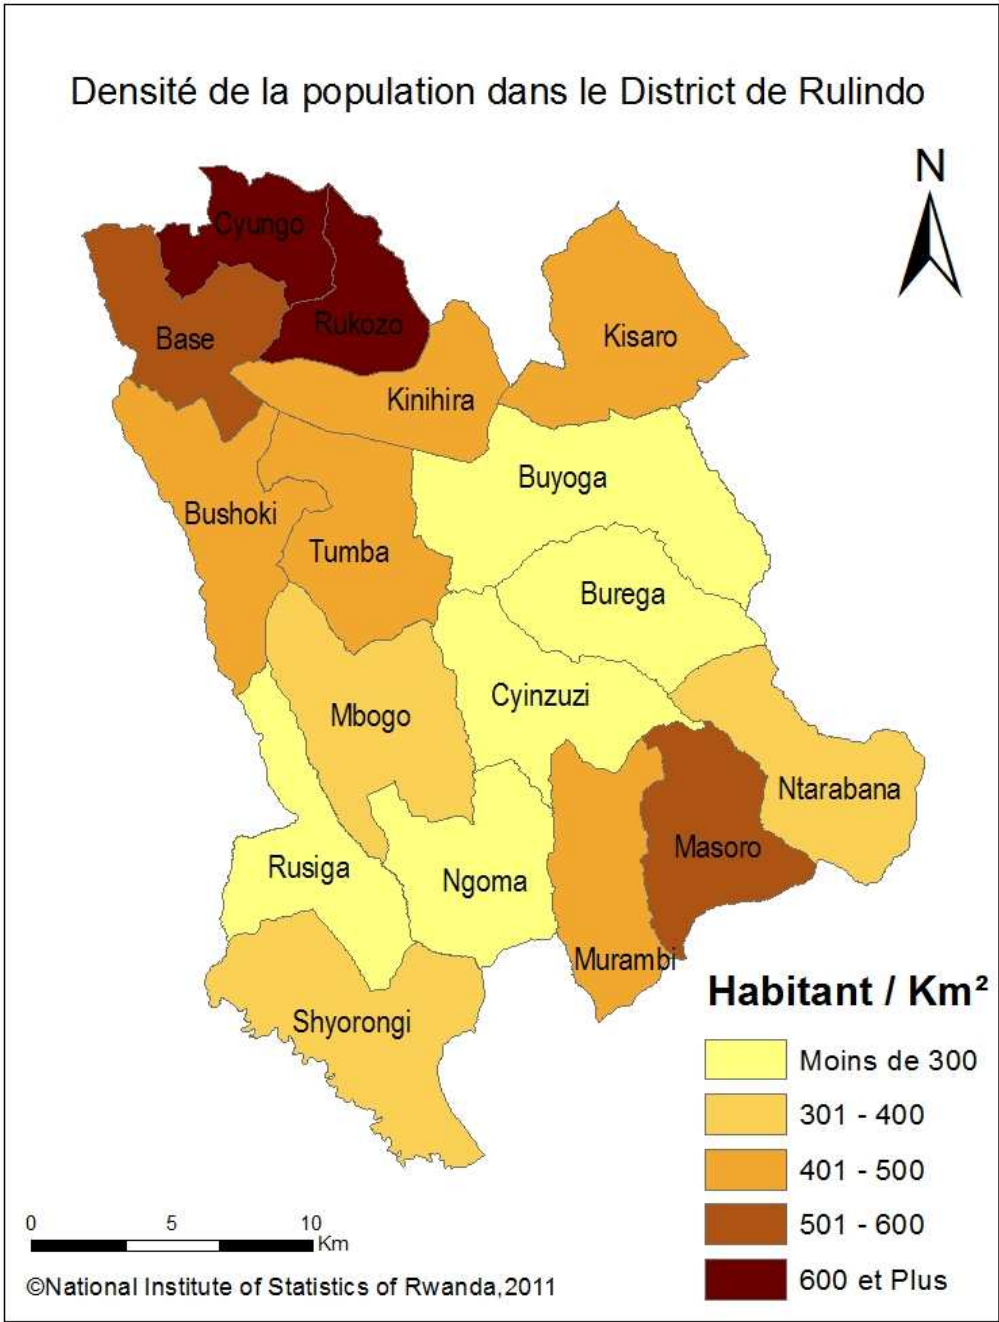 Densité de la population dans le District de Rulindo
N
Cyungo
Rukozo
Base
Kisaro
Kinihira
Buyoga
Bushoki
Tumba
Burega
Cyinzuzi
Mbogo
Ntarabana
Masoro
Rusiga
Ngoma
Murambi
Shyorongi
Habitant / Km²
Moins de 300
301 - 400
401 - 500
501 - 600
600 et Plus
0 5 10
Km
©National Institute of Statistics of Rwanda,2011